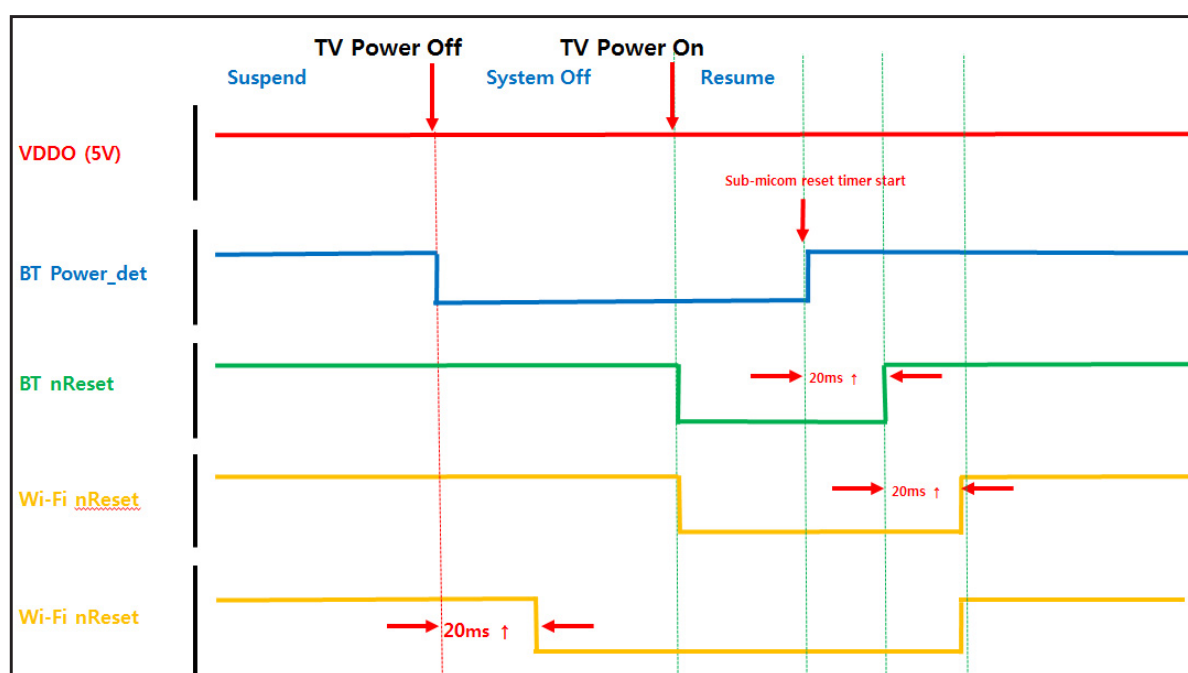 TV Power Off
TV Power On
Suspend
System Off
Resume
VDDO (5V)
Sub-micom reset timer start
BT Power_det
BT nReset
20ms ↑
Wi-Fi nReset
20ms ↑
Wi-Fi nReset
20ms ↑